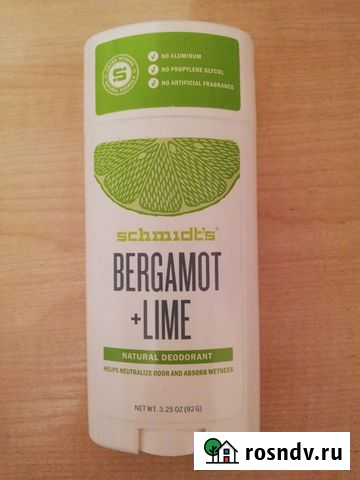 NO ALUMINUM
NO PROPYLENE GLYCOL
NO ARTIFICIAL FRAGRANCE
S
schmidt's
BERGAMOT
+LIME
NATURAL DEODORANT
HELPS NEUTRALIZE ODOR AND ABSORB WETNESS
NET WT. 3.25 OZ (92 G)
rosndv.ru